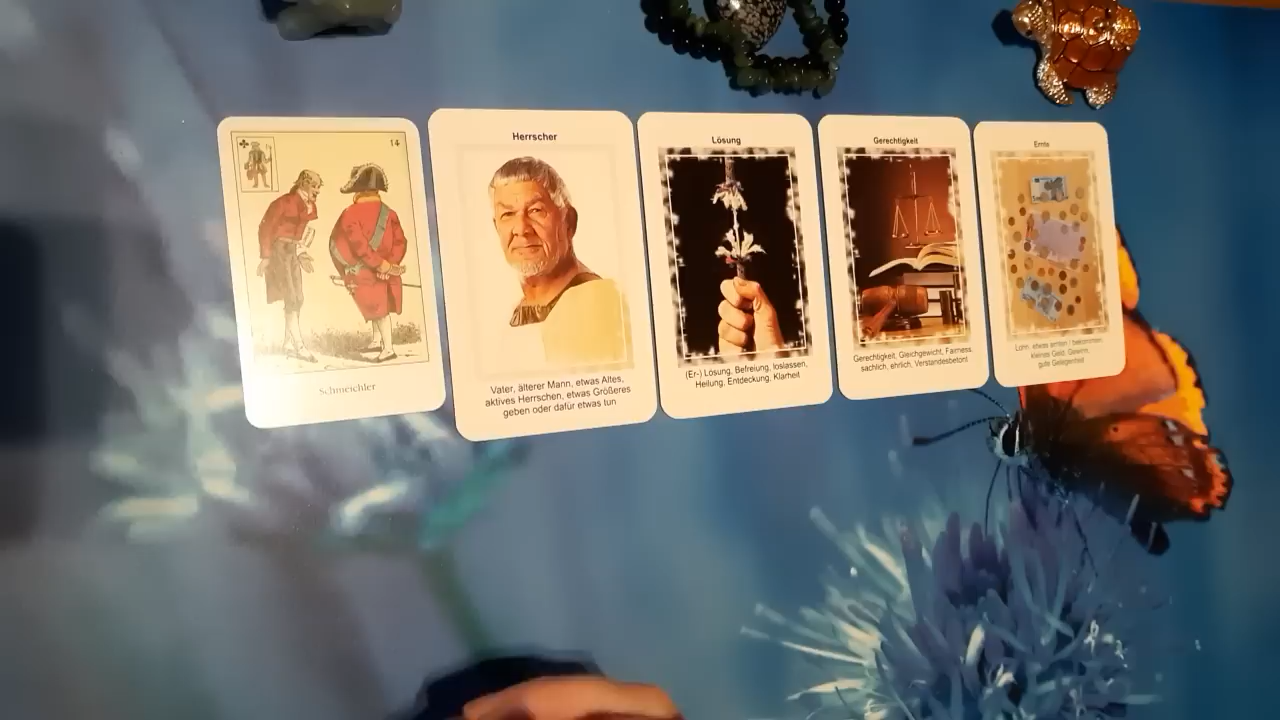 14
Schmeichler
Herrscher
Vater, älterer Mann, etwas Altes,
aktives Herrschen, etwas Größeres
geben oder dafür etwas tun
Lösung
(Er-) Lösung, Befreiung, loslassen,
Heilung, Entdeckung, Klarheit
Gerechtigkeit
Gerechtigkeit, Gleichgewicht, Fairness,
sachlich, ehrlich, Verstandesbetont
Ernte
Lohn, etwas ernten / bekommen,
kleines Geld, Gewinn,
gute Gelegenheit